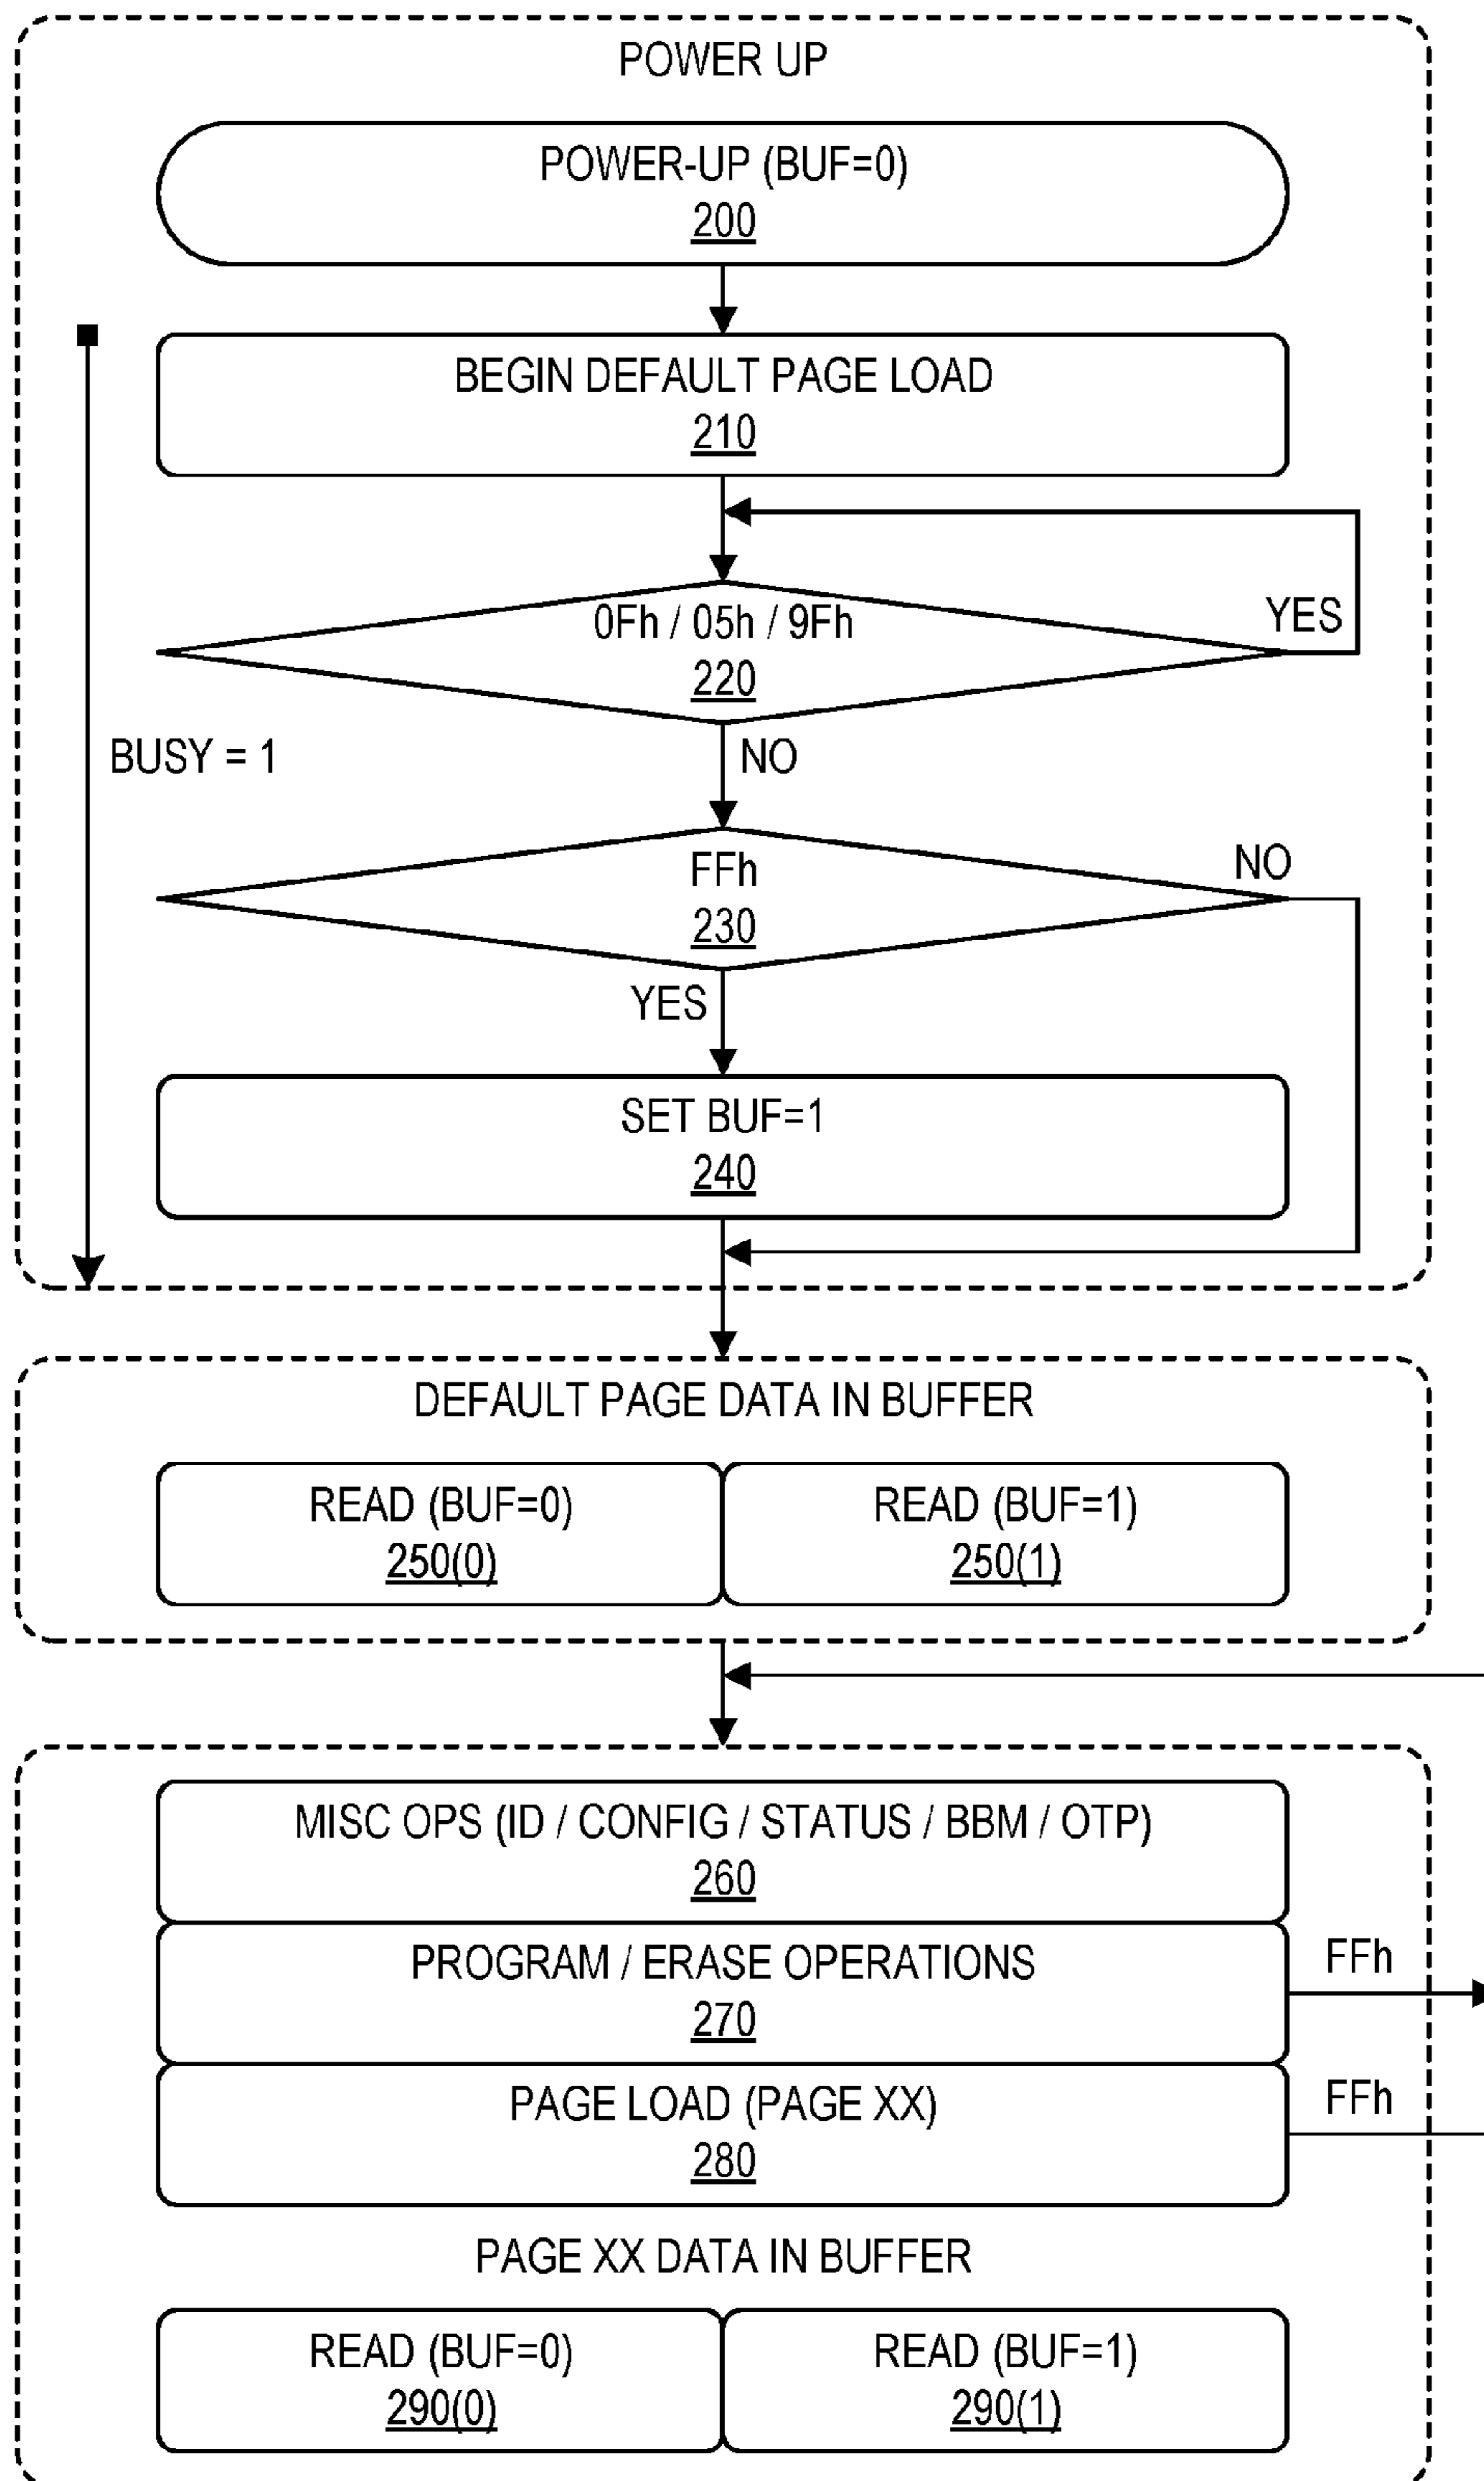 POWER UP
POWER-UP (BUF=0)
200
BEGIN DEFAULT PAGE LOAD
210
0Fh / 05h / 9Fh
YES
220
BUSY = 1
NO
FFh
NO
230
YES
SET BUF=1
240
DEFAULT PAGE DATA IN BUFFER
READ (BUF=0)
250(0)
READ (BUF=1)
250(1)
MISC OPS (ID / CONFIG / STATUS / BBM / OTP)
260
PROGRAM / ERASE OPERATIONS
270
FFh
PAGE LOAD (PAGE XX)
280
FFh
PAGE XX DATA IN BUFFER
READ (BUF=0)
290(0)
READ (BUF=1)
290(1)